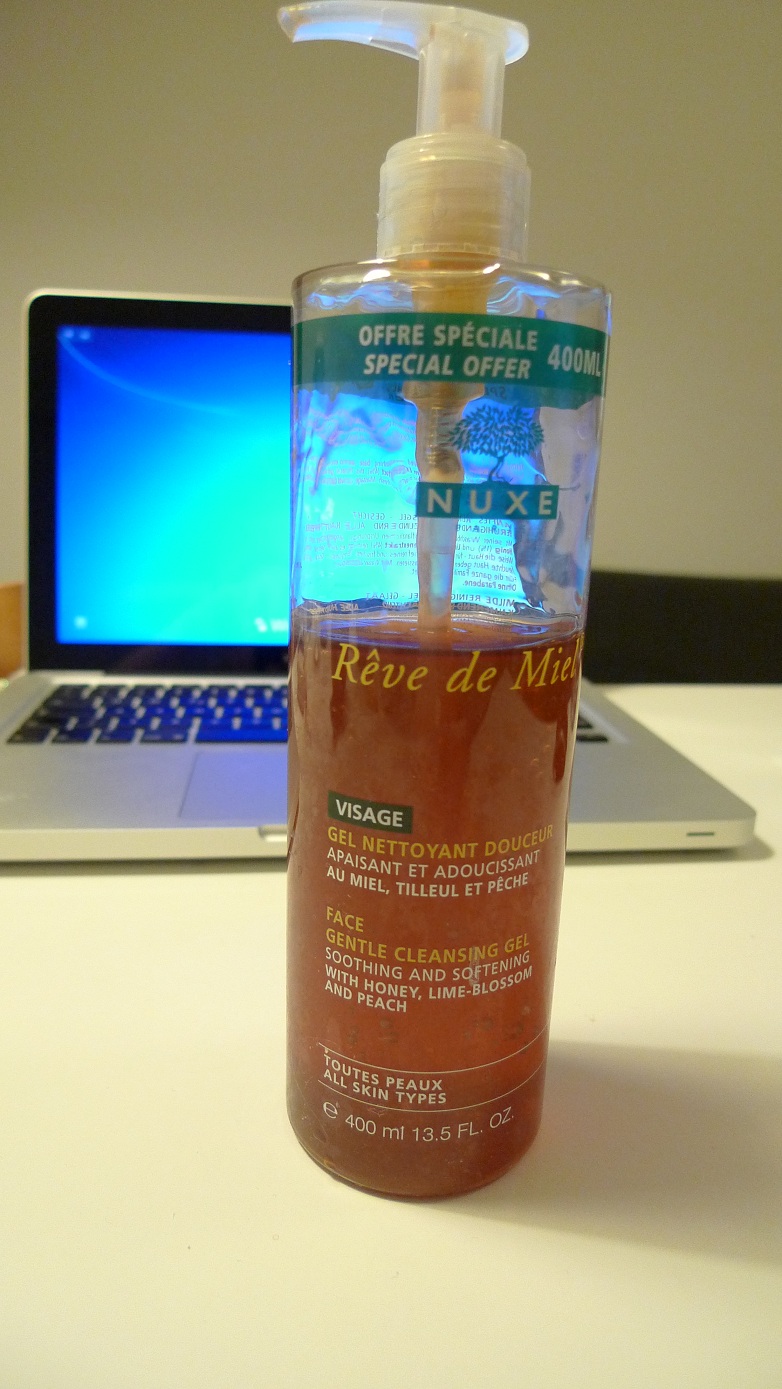 OFFRE SPÉCIALE
SPECIAL OFFER
400ML
NUXE
Rêve de Miel
VISAGE
GEL NETTOYANT DOUCEUR
APAISANT ET ADOUCISSANT
AU MIEL, TILLEUL ET PÊCHE
FACE
GENTLE CLEANSING GEL
SOOTHING AND SOFTENING
WITH HONEY, LIME-BLOSSOM
AND PEACH
TOUTES PEAUX
ALL SKIN TYPES
℮ 400 ml 13.5 FL. OZ.